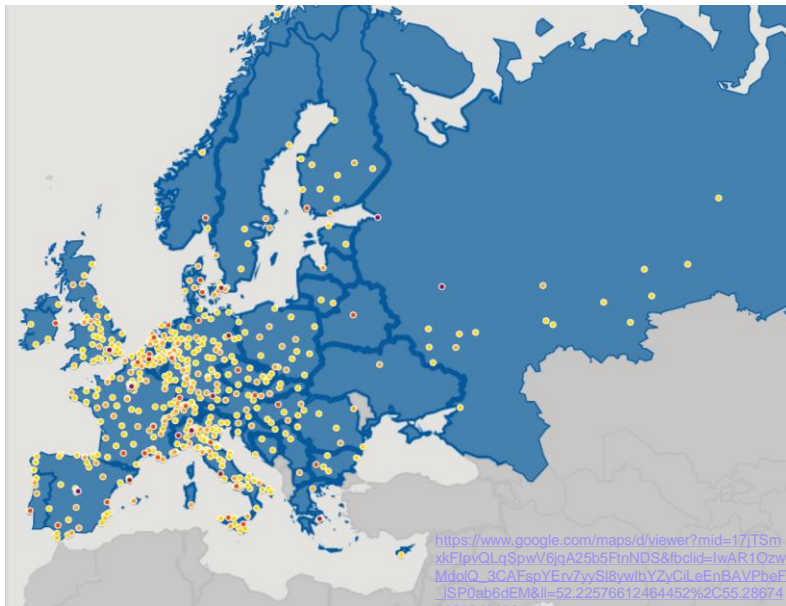 https://www.google.com/maps/d/viewer?mid=17jTSm
xkFIpvQLqSpwV6jqA25b5FtnNDS&fbclid=IwAR1Ozw
MdolQ_3CAFspYErv7yySl8ywIbYZyCiLeEnBAVPbeF
_lSP0ab6dEM&ll=52.22576612464452%2C55.28674